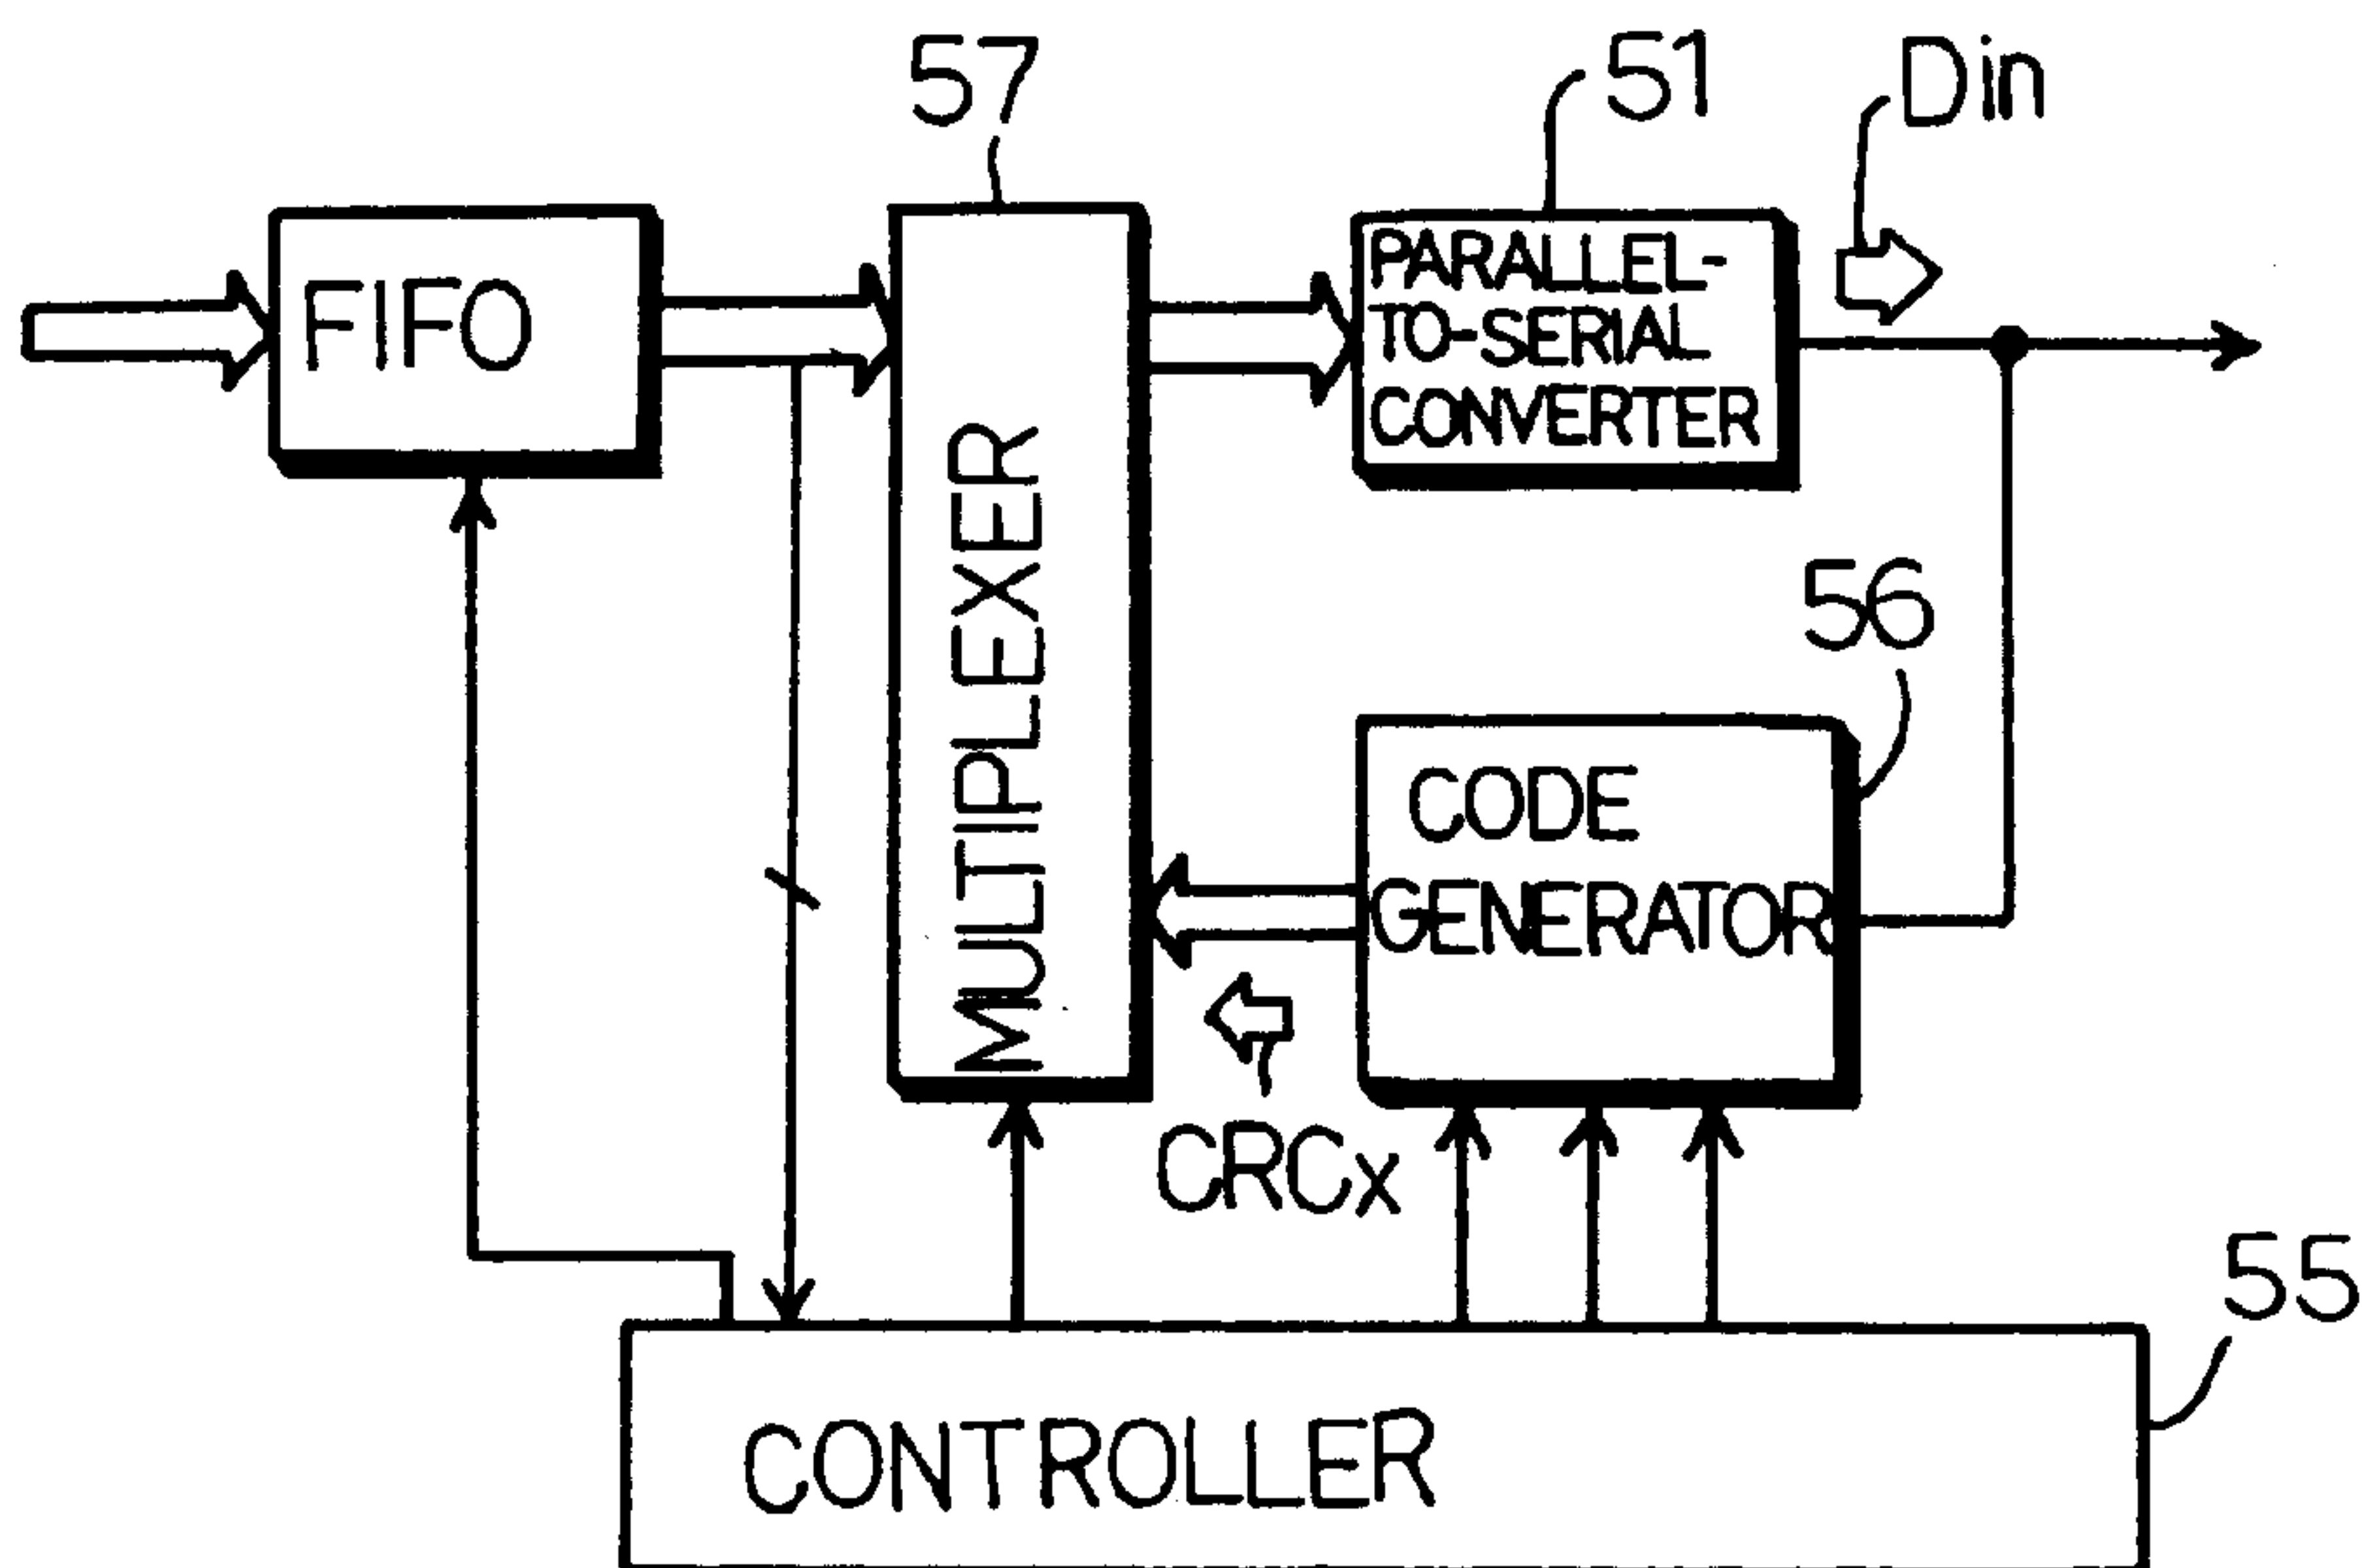 57
51
Din
FIFO
PARALLEL-
TO-SERIAL
CONVERTER
MULTIPLEXER
56
CODE
GENERATOR
CRCx
55
CONTROLLER